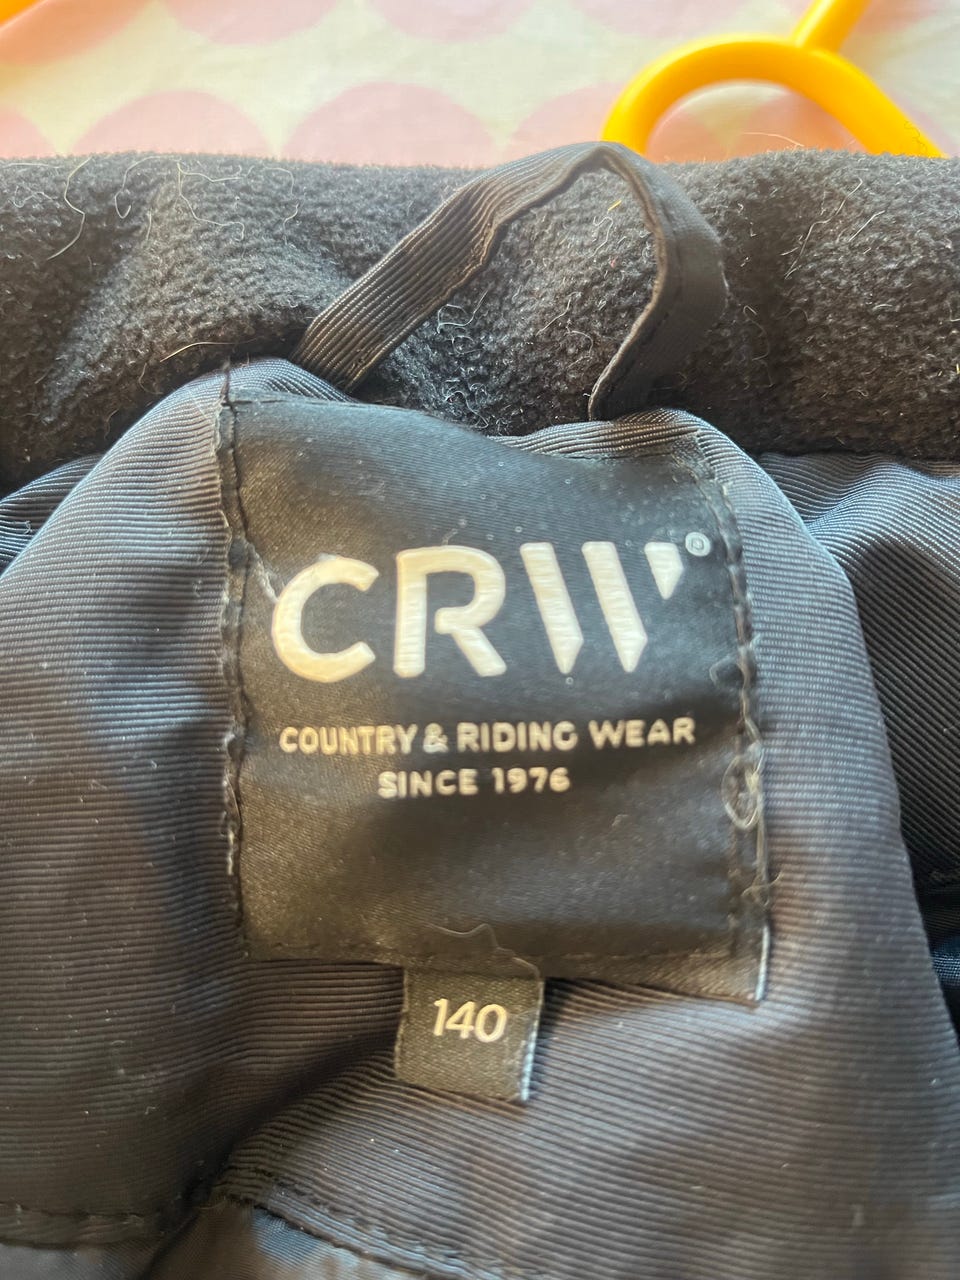 CRW®
COUNTRY & RIDING WEAR
SINCE 1976
140